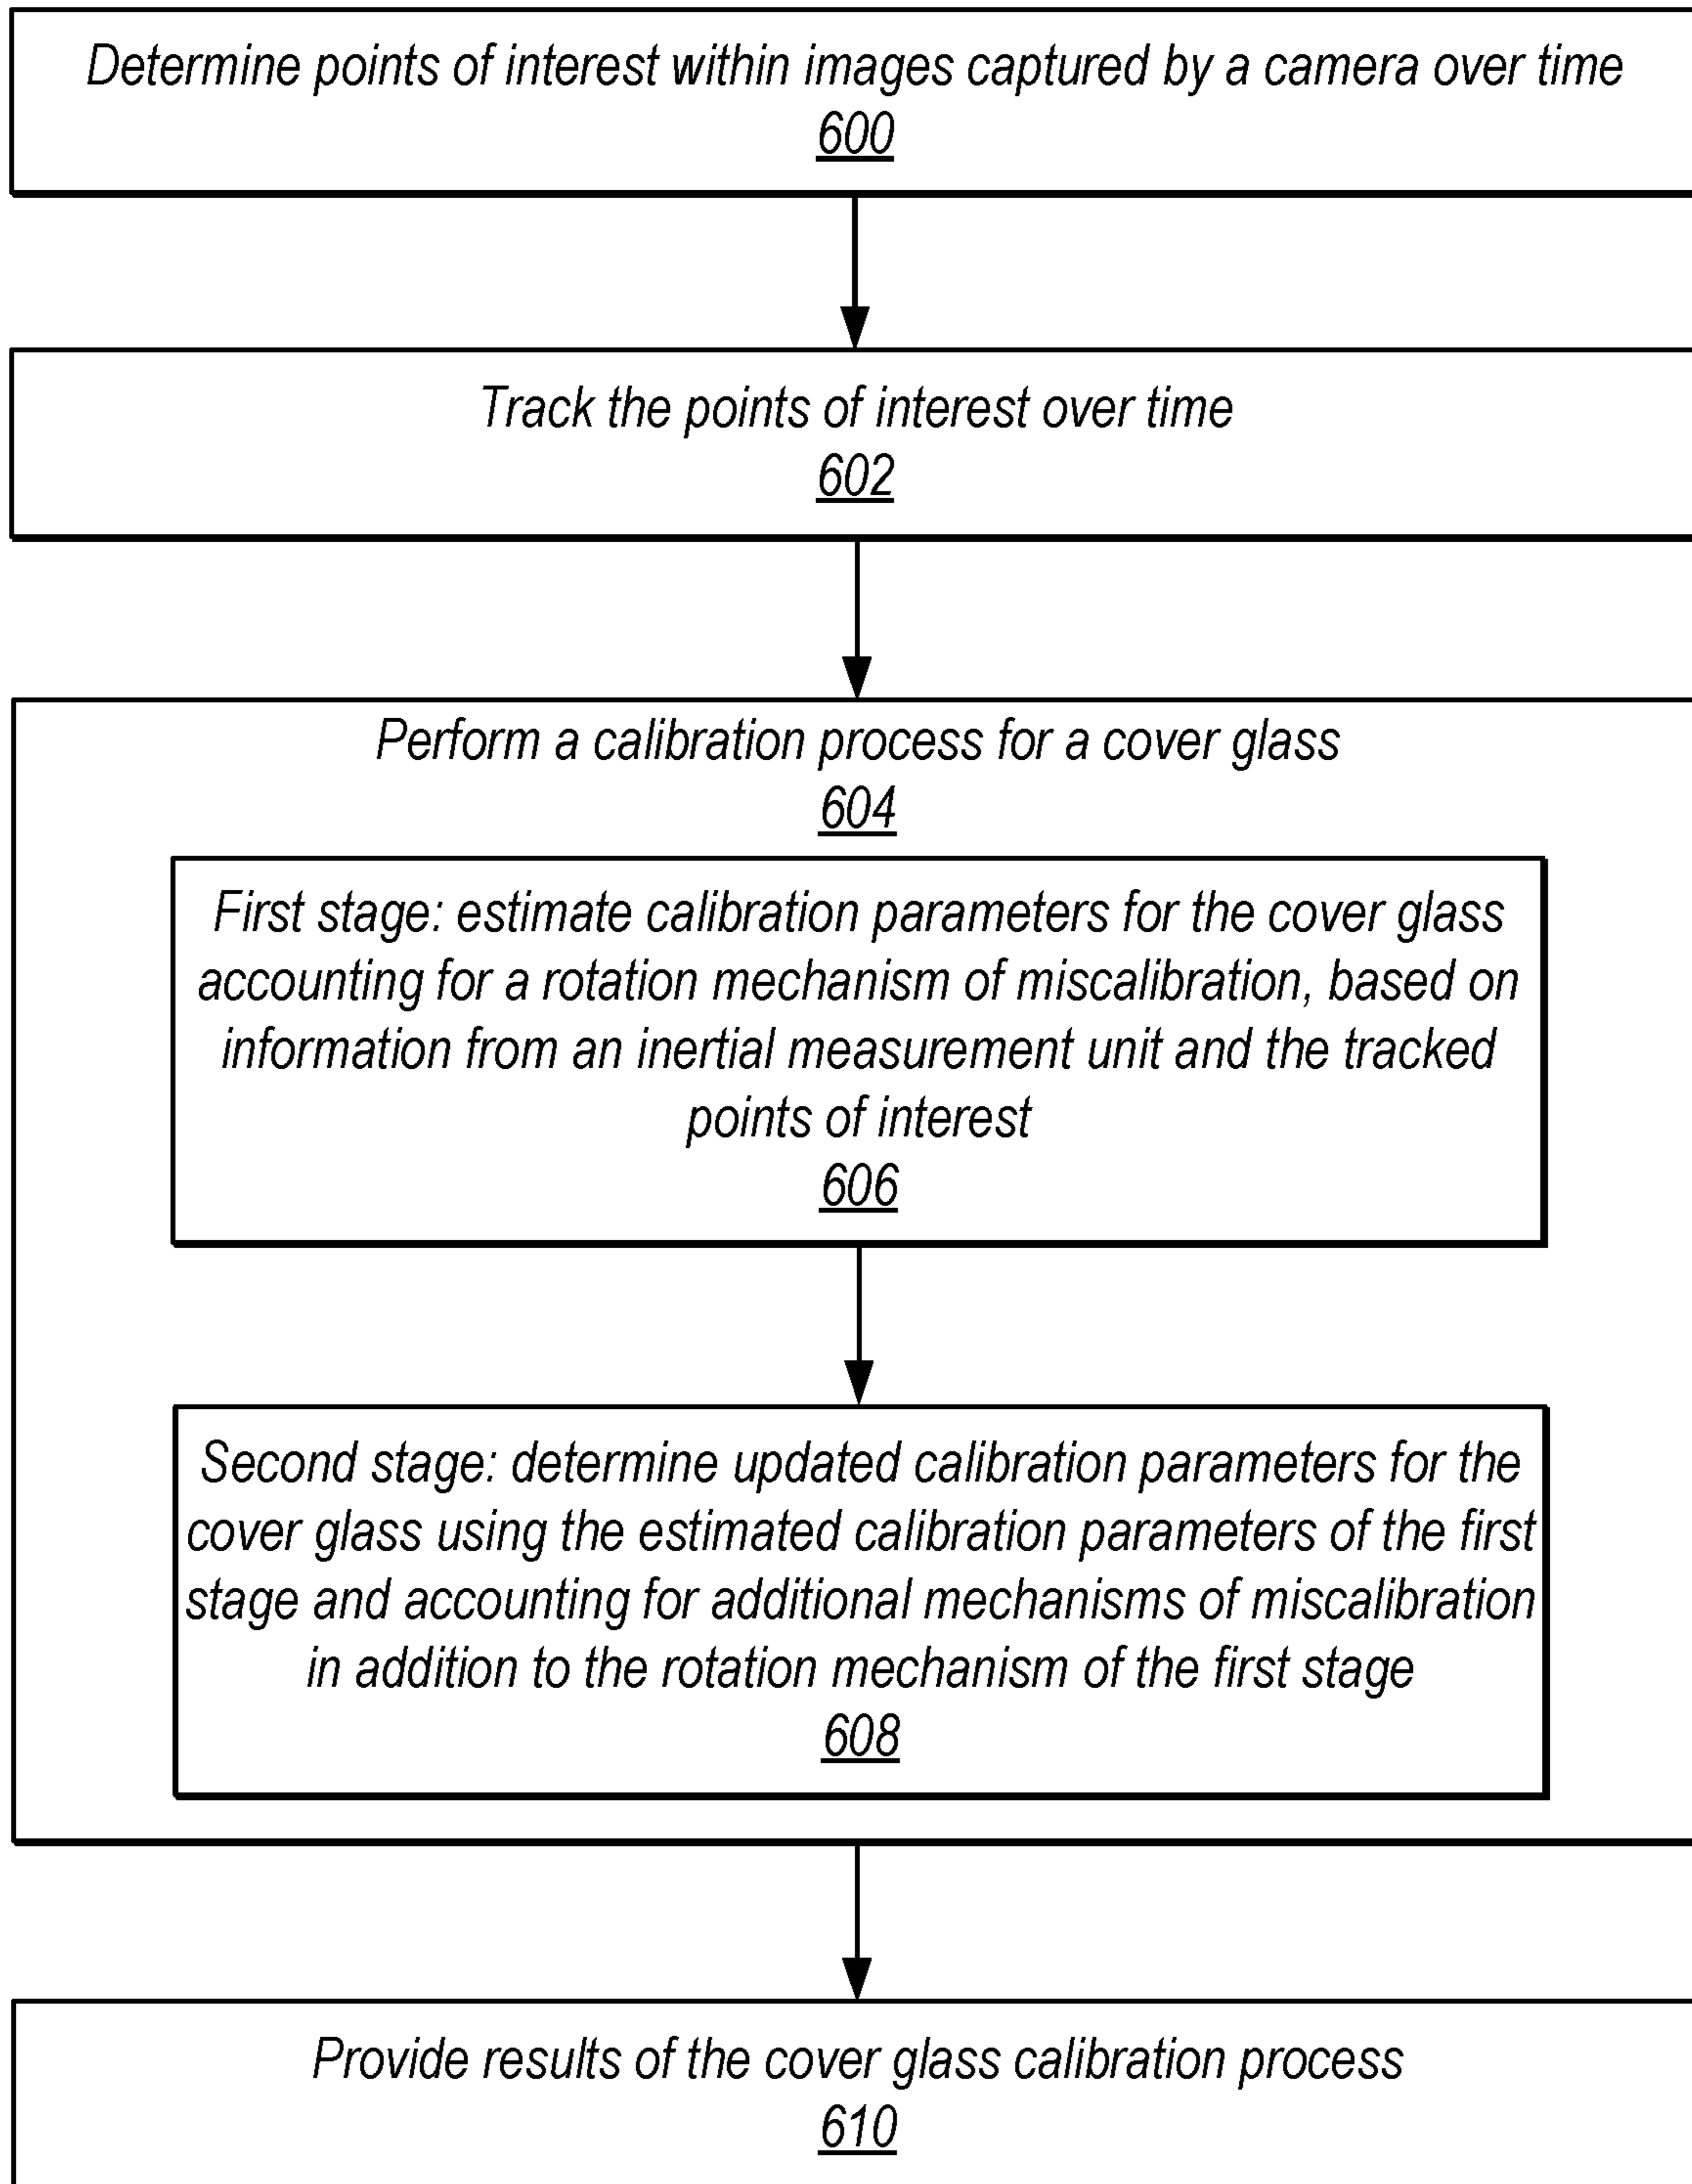 Determine points of interest within images captured by a camera over time
600
Track the points of interest over time
602
Perform a calibration process for a cover glass
604
First stage: estimate calibration parameters for the cover glass
accounting for a rotation mechanism of miscalibration, based on
information from an inertial measurement unit and the tracked
points of interest
606
Second stage: determine updated calibration parameters for the
cover glass using the estimated calibration parameters of the first
stage and accounting for additional mechanisms of miscalibration
in addition to the rotation mechanism of the first stage
608
Provide results of the cover glass calibration process
610